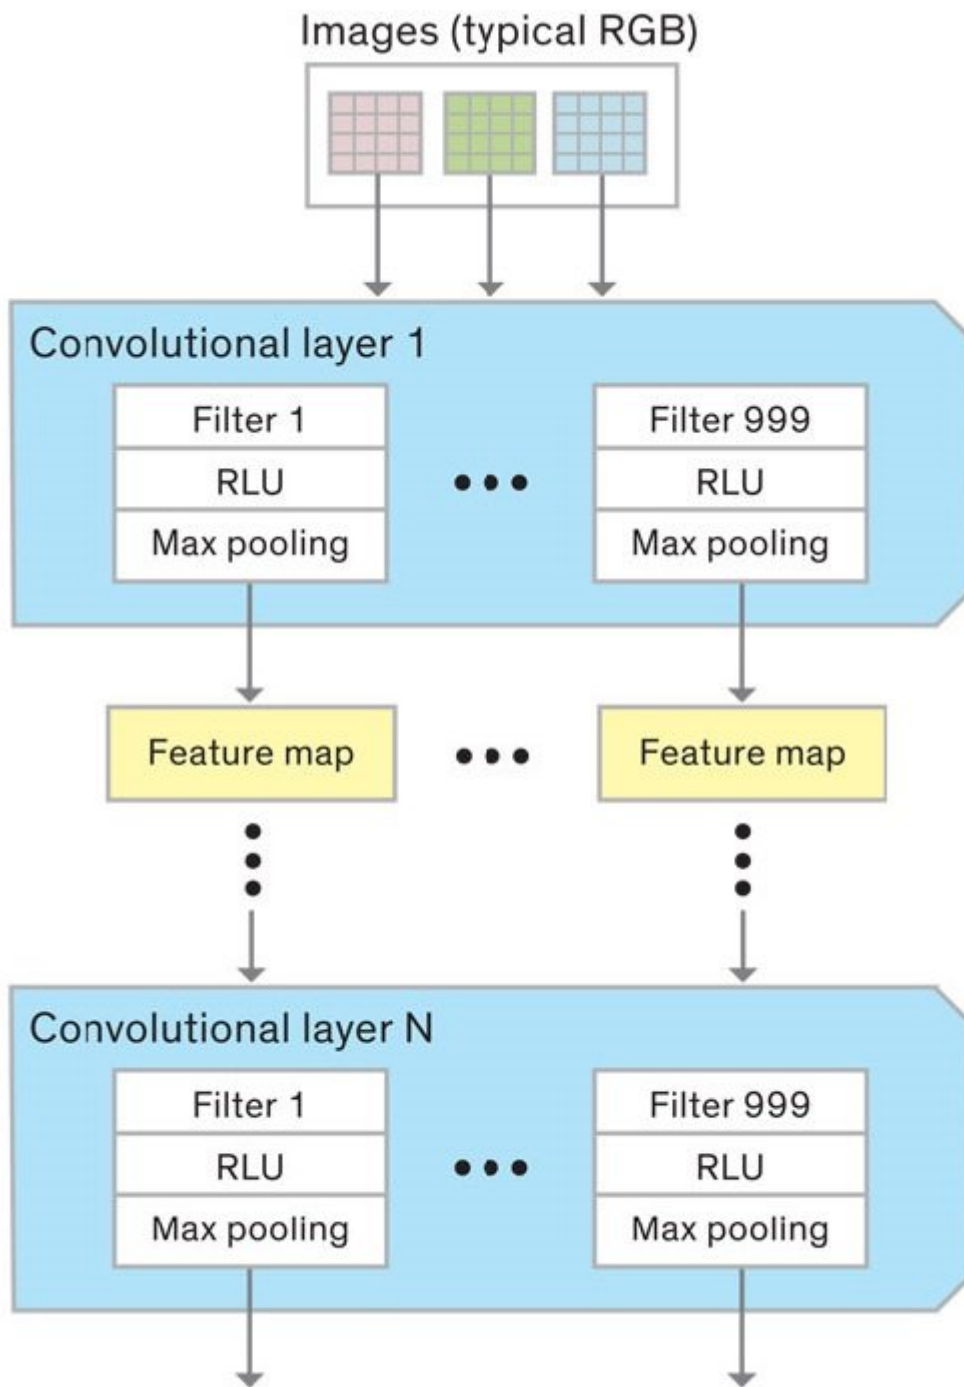 Images (typical RGB)
Convolutional layer 1
Filter 1
Filter 999
RLU
RLU
Max pooling
Max pooling
Feature map
Feature map
Convolutional layer N
Filter 1
Filter 999
RLU
RLU
Max pooling
Max pooling